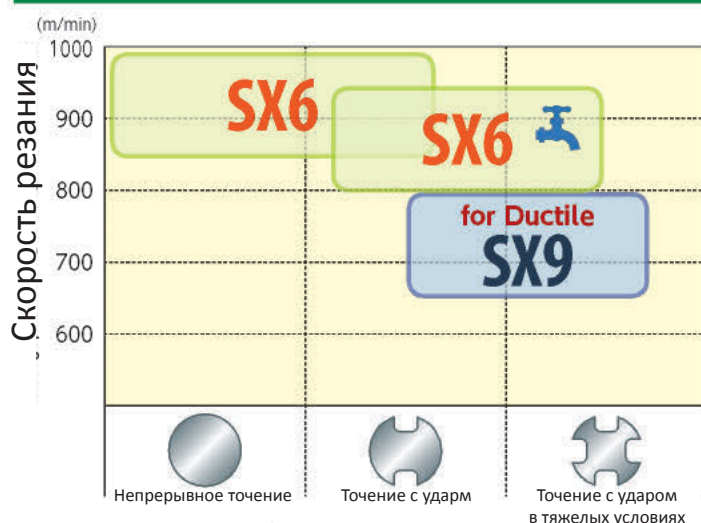 (m/min)
Скорость резания
1000
900
800
700
600
SX6
SX6
for Ductile
SX9
Непрерывное точение
Точение с ударм
Точение с ударом
в тяжелых условиях